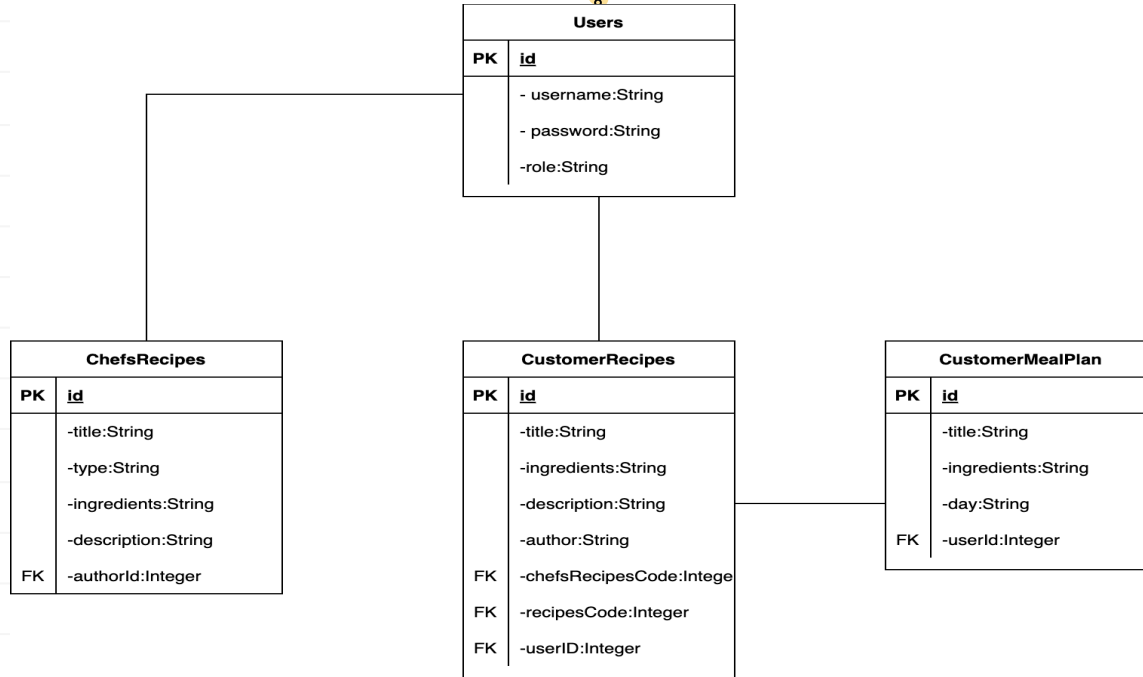 Users
PK id
- username:String
- password:String
-role:String
ChefsRecipes
PK id
-title:String
-type:String
-ingredients:String
-description:String
FK -authorId:Integer
CustomerRecipes
PK id
-title:String
-ingredients:String
-description:String
-author:String
FK -chefsRecipesCode:Intege
FK -recipesCode:Integer
FK -userID:Integer
CustomerMealPlan
PK id
-title:String
-ingredients:String
-day:String
FK -userId:Integer